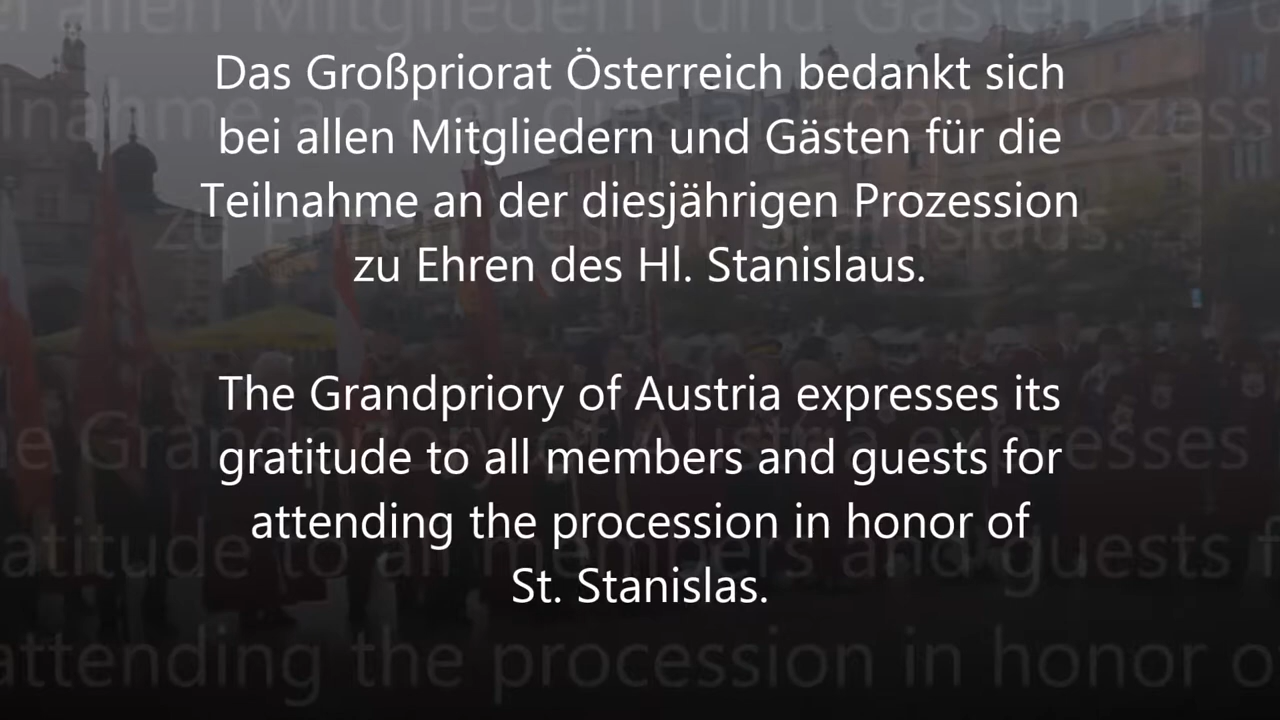 Das Großpriorat Österreich bedankt sich
bei allen Mitgliedern und Gästen für die
Teilnahme an der diesjährigen Prozession
zu Ehren des Hl. Stanislaus.
The Grandpriory of Austria expresses its
gratitude to all members and guests for
attending the procession in honor of
St. Stanislas.